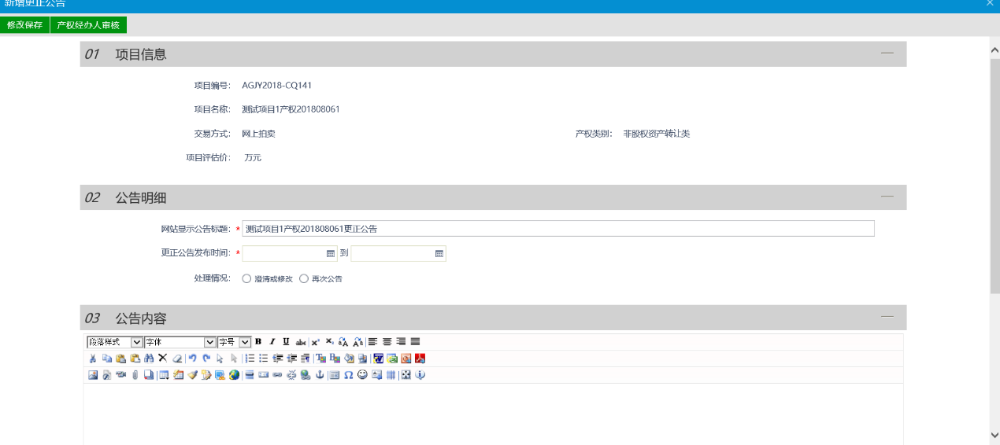 新增更正公告
修改保存 产权经办人审核
01 项目信息
项目编号： AGJY2018-CQ141
项目名称： 测试项目1产权201808061
交易方式： 网上拍卖 产权类别： 非股权资产转让类
项目评估价： 万元
02 公告明细
网站显示公告标题：* 测试项目1产权201808061更正公告
更正公告发布时间：* 到
处理情况： 澄清或修改 再次公告
03 公告内容
段落样式 字体 字号